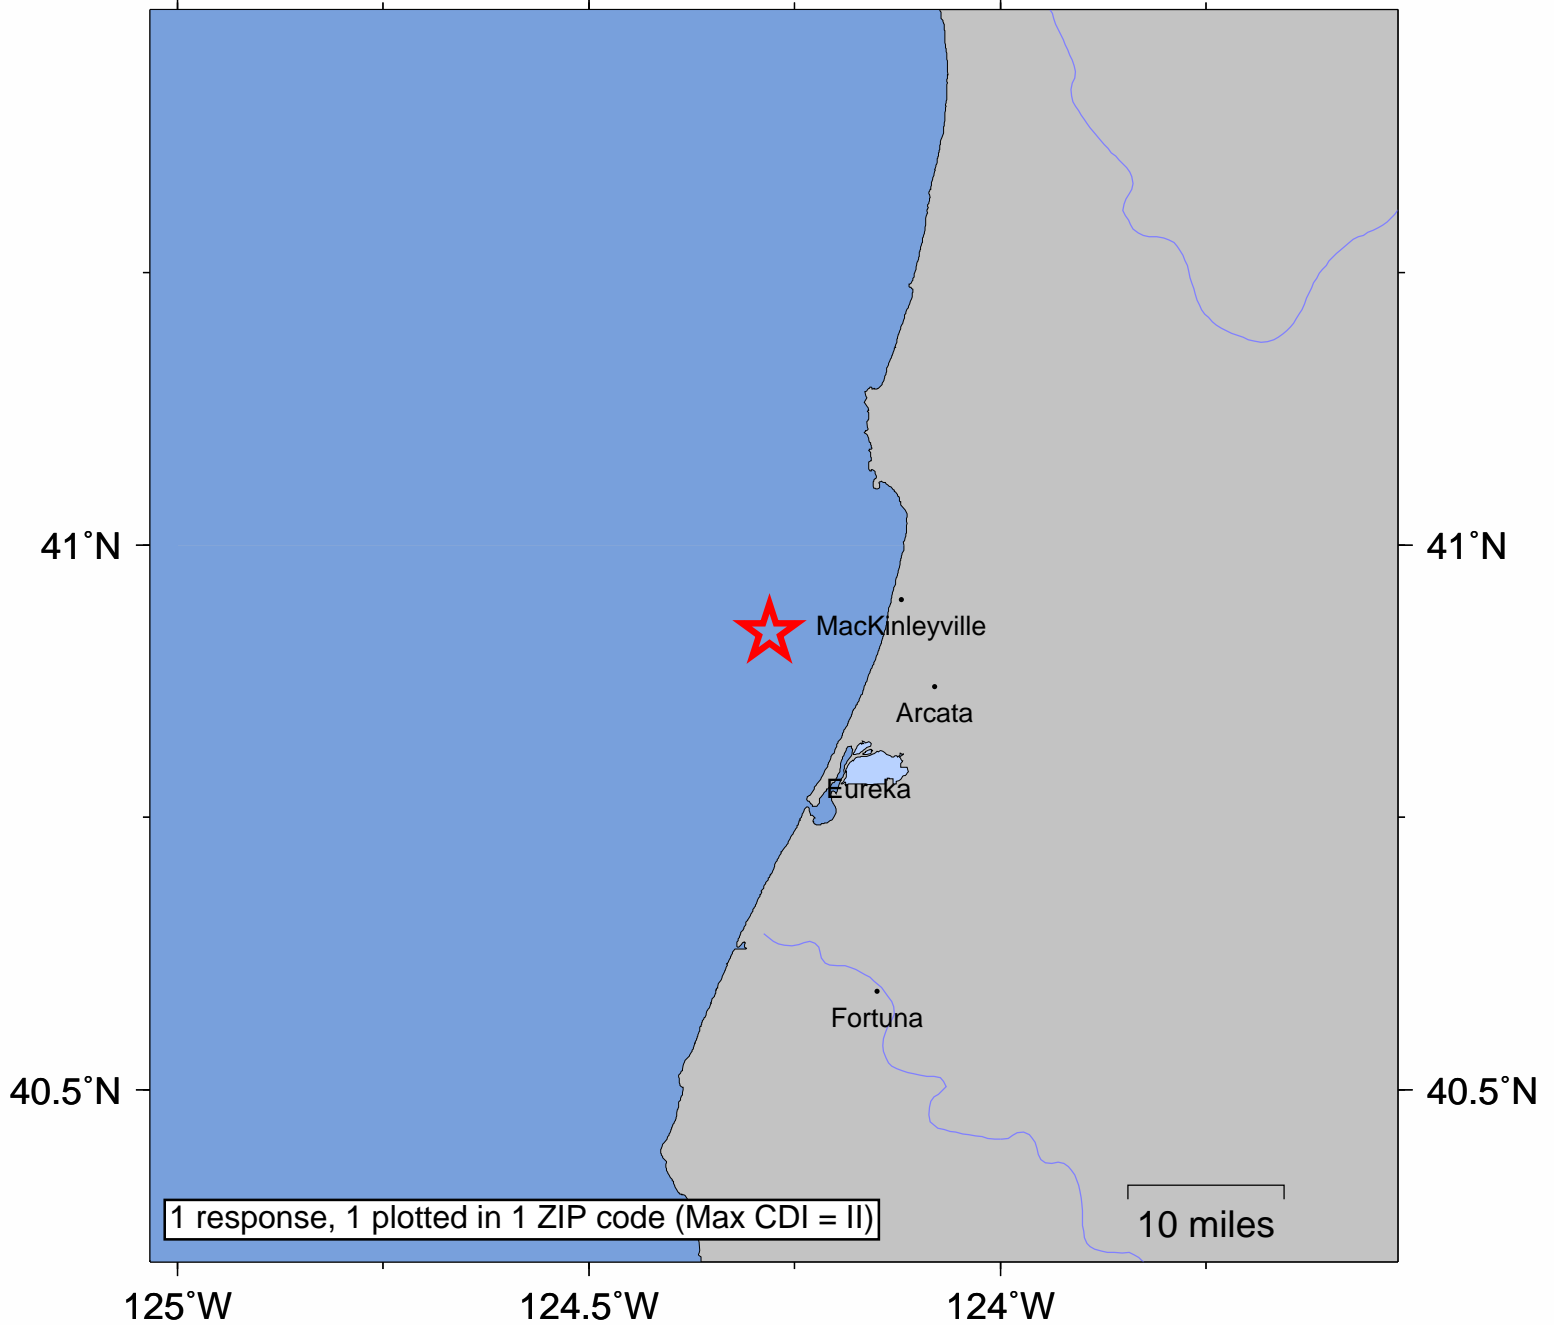 41˚N
41˚N
MacKinleyville
Arcata
Eureka
Fortuna
40.5˚N
40.5˚N
1 response, 1 plotted in 1 ZIP code (Max CDI = II)
10 miles
125˚W
124.5˚W
124˚W